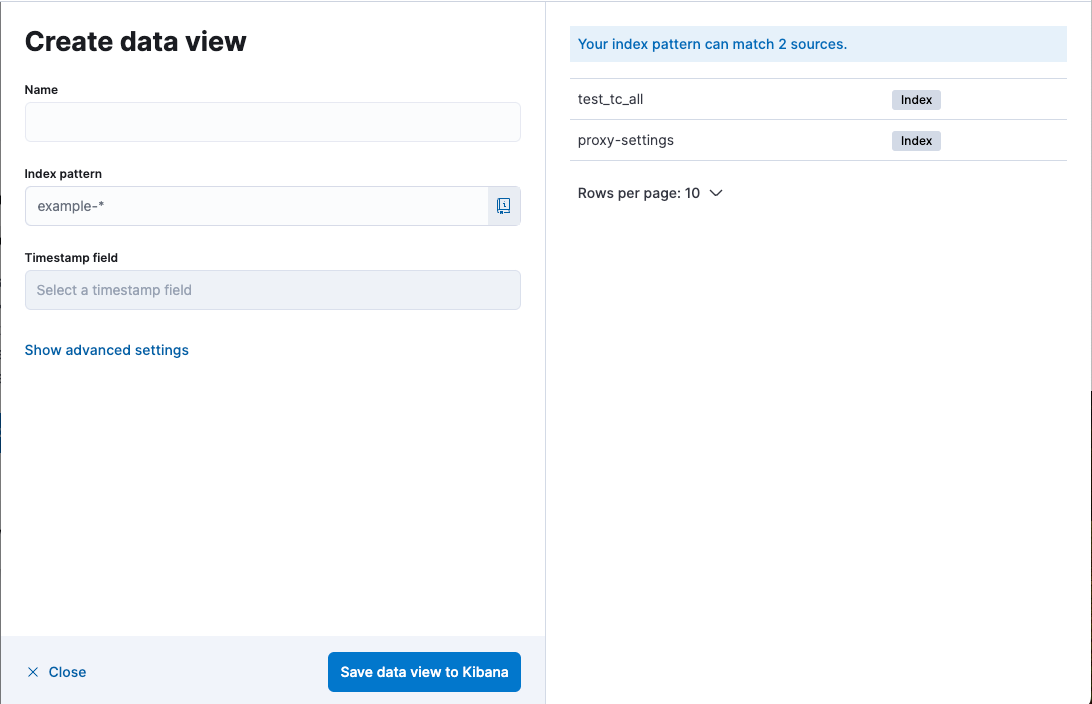 Create data view
Name
Index pattern
example-*
Timestamp field
Select a timestamp field
Show advanced settings
Close
Save data view to Kibana
Your index pattern can match 2 sources.
test_tc_all Index
proxy-settings Index
Rows per page: 10